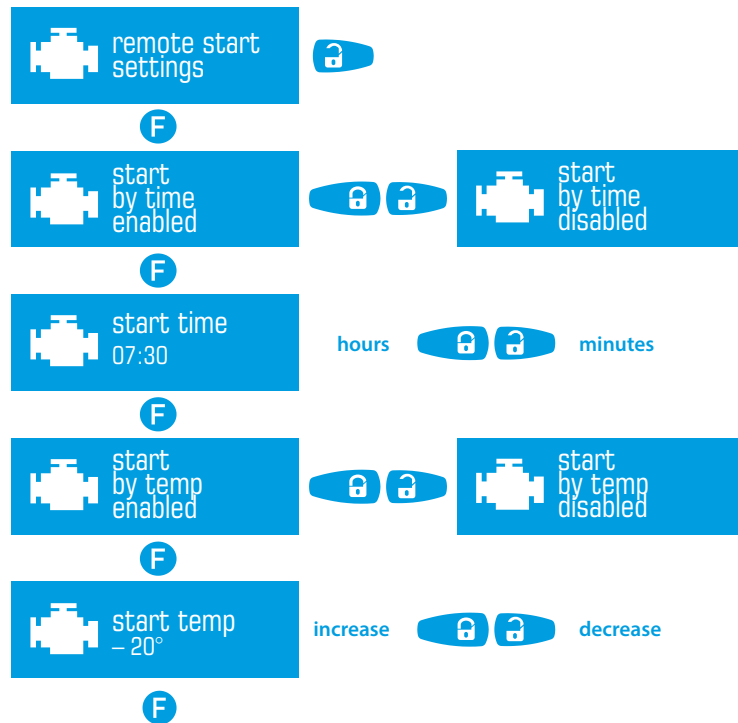 remote start
settings
F
start
by time
enabled
start
by time
disabled
F
start time
07:30
hours
minutes
F
start
by temp
enabled
start
by temp
disabled
F
start temp
– 20°
increase
decrease
F